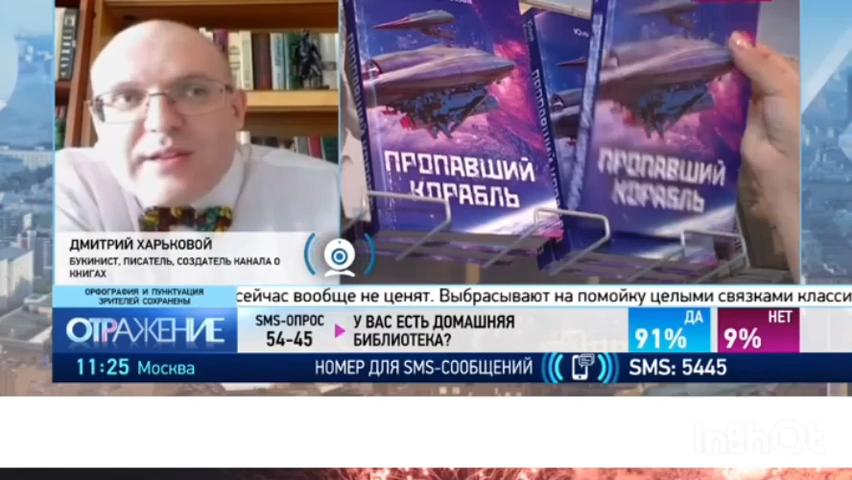 ПРОПАВШИЙ
КОРАБЛЬ
ПРОПАВШИЙ
КОРАБЛЬ
ДМИТРИЙ ХАРЬКОВОЙ
БУКИНИСТ, ПИСАТЕЛЬ, СОЗДАТЕЛЬ КАНАЛА О
КНИГАХ
ОРФОГРАФИЯ И ПУНКТУАЦИЯ
ЗРИТЕЛЕЙ СОХРАНЕНЫ
сейчас вообще не ценят. Выбрасывают на помойку целыми связками класси
ОТРАЖЕНИЕ
SMS-ОПРОС
54-45
У ВАС ЕСТЬ ДОМАШНЯЯ
БИБЛИОТЕКА?
ДА
91%
НЕТ
9%
11:25 Москва
НОМЕР ДЛЯ SMS-СООБЩЕНИЙ
SMS: 5445
InShOt